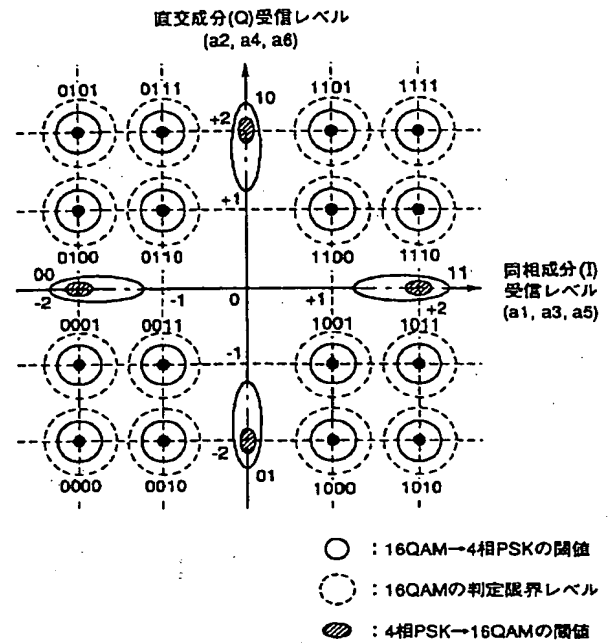 直交成分(Q)受信レベル
(a2, a4, a6)
0101 0111 10 1101 1111
+2
+1
0100 0110 1100 1110
00 11 同相成分(I)
-2 -1 0 +1 +2 受信レベル
(a1, a3, a5)
0001 0011 1001 1011
-1
-2
0000 0010 01 1000 1010
：16QAM→4相PSKの閾値
：16QAMの判定限界レベル
：4相PSK→16QAMの閾値